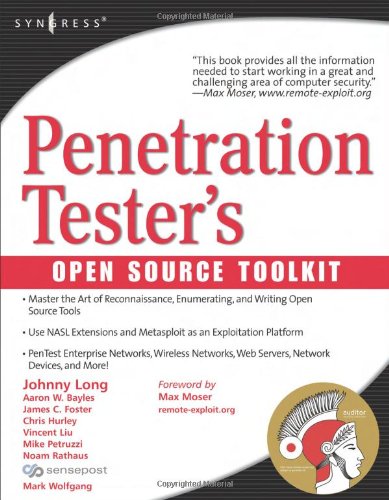 Copyrighted Material
SYNGRESS®
"This book provides all the information
needed to start working in a great and
challenging area of computer security."
—Max Moser, www.remote-exploit.org
Penetration
Tester's
OPEN SOURCE TOOLKIT
• Master the Art of Reconnaissance, Enumerating, and Writing Open
Source Tools
• Use NASL Extensions and Metasploit as an Exploitation Platform
• PenTest Enterprise Networks, Wireless Networks, Web Servers, Network
Devices, and More!
Johnny Long
Aaron W. Bayles
James C. Foster
Chris Hurley
Vincent Liu
Mike Petruzzi
Noam Rathaus
sensepost
Mark Wolfgang
Foreword by
Max Moser
remote-exploit.org
auditor
Copyrighted Material